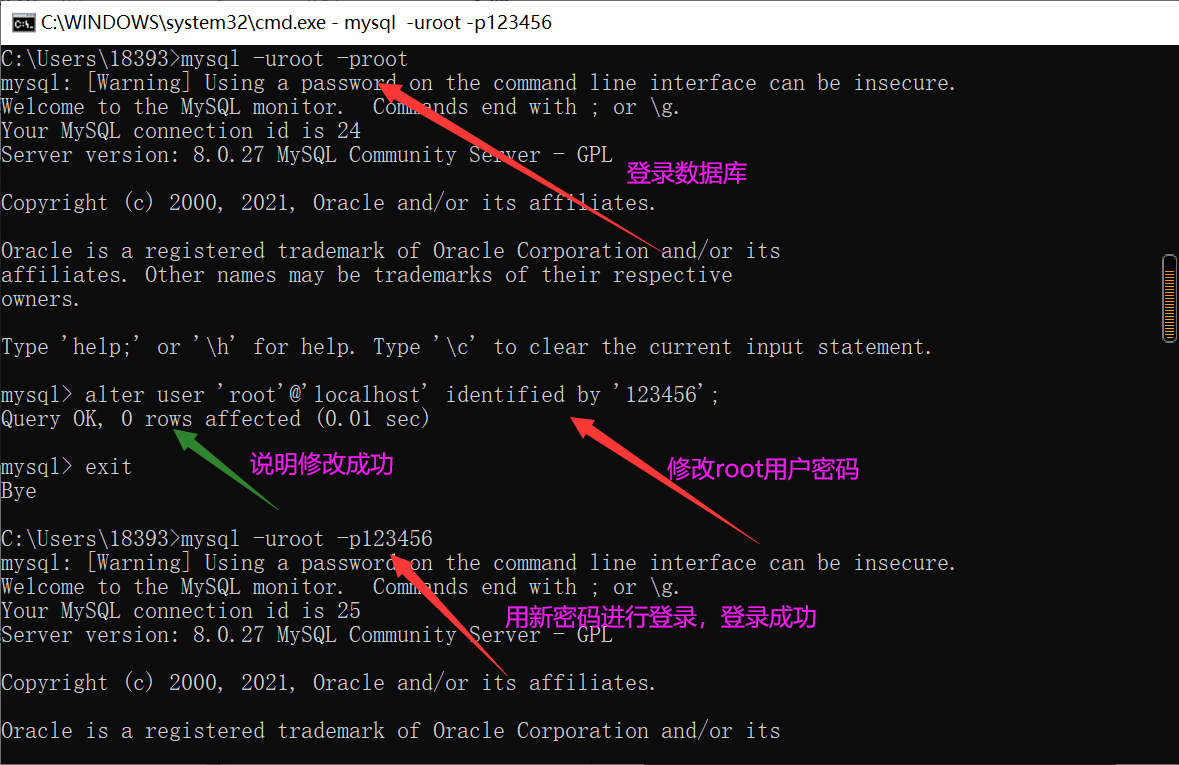 C:\WINDOWS\system32\cmd.exe - mysql  -uroot -p123456
C:\Users\18393>mysql -uroot -proot
mysql: [Warning] Using a password on the command line interface can be insecure.
Welcome to the MySQL monitor.  Commands end with ; or \g.
Your MySQL connection id is 24
Server version: 8.0.27 MySQL Community Server - GPL
登录数据库
Copyright (c) 2000, 2021, Oracle and/or its affiliates.
Oracle is a registered trademark of Oracle Corporation and/or its
affiliates. Other names may be trademarks of their respective
owners.
Type 'help;' or '\h' for help. Type '\c' to clear the current input statement.
mysql> alter user 'root'@'localhost' identified by '123456';
Query OK, 0 rows affected (0.01 sec)
说明修改成功
修改root用户密码
mysql> exit
Bye
C:\Users\18393>mysql -uroot -p123456
mysql: [Warning] Using a password on the command line interface can be insecure.
Welcome to the MySQL monitor.  Commands end with ; or \g.
Your MySQL connection id is 25
用新密码进行登录，登录成功
Server version: 8.0.27 MySQL Community Server - GPL
Copyright (c) 2000, 2021, Oracle and/or its affiliates.
Oracle is a registered trademark of Oracle Corporation and/or its